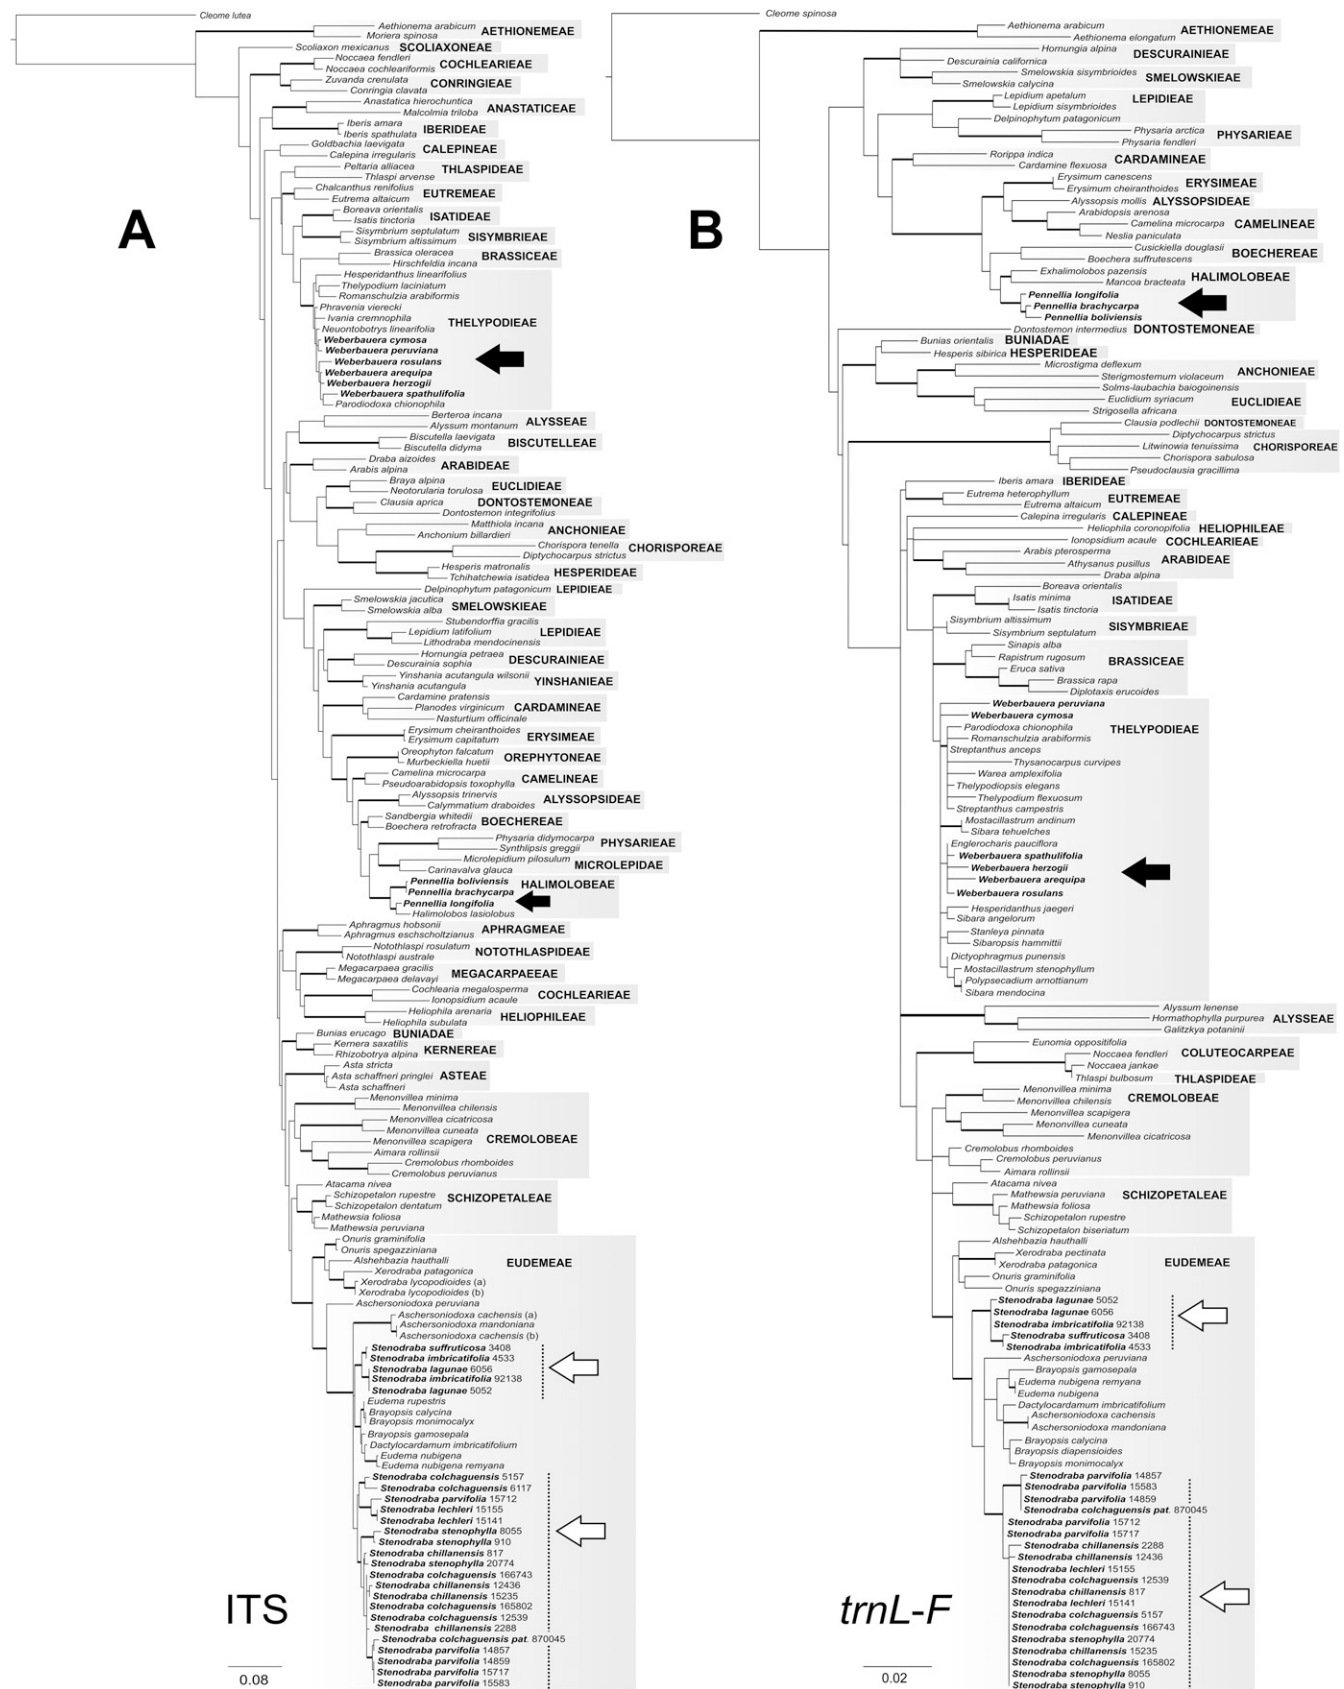 A
Cleome lutea
Aethionema arabicum
Moriera spinosa
AETHIONEMEAE
Scoliaxon mexicanus SCOLIAXONEAE
Noccaea fendleri
Noccaea cochleariformis
COCHLEARIEAE
Zuvanda crenulata
Conringia clavata
CONRINGIEAE
Anastatica hierochuntica
Malcolmia triloba
ANASTATICEAE
Iberis amara
Iberis spathulata
IBERIDEAE
Goldbachia laevigata
Calepina irregularis
CALEPINEAE
Peltaria alliacea
Thlaspi arvense
THLASPIDEAE
Chalcanthus renifolius
Eutrema altaicum
EUTREMEAE
Boreava orientalis
Isatis tinctoria
ISATIDEAE
Sisymbrium septulatum
Sisymbrium altissimum
SISYMBRIEAE
Brassica oleracea
Hirschfeldia incana
BRASSICEAE
Hesperidanthus linearifolius
Thelypodium laciniatum
Romanschulzia arabiformis
Phravenia vierecki
Ivania cremnophila
THELYPODIEAE
Neuontobotrys linearifolia
Weberbauera cymosa
Weberbauera peruviana
Weberbauera rosulans
Weberbauera arequipa
Weberbauera herzogii
Weberbauera spathulifolia
Parodiodoxa chionophila
Berteroa incana
Alyssum montanum
ALYSSEAE
Biscutella laevigata
Biscutella didyma
BISCUTELLEAE
Draba aizoides
Arabis alpina
ARABIDEAE
Braya alpina
Neotorularia torulosa
EUCLIDIEAE
Clausia aprica
Dontostemon integrifolius
DONTOSTEMONEAE
Matthiola incana
Anchonium billardieri
ANCHONIEAE
Chorispora tenella
Diptychocarpus strictus
CHORISPOREAE
Hesperis matronalis
Tchihatchewia isatidea
HESPERIDEAE
Delpinophytum patagonicum LEPIDIEAE
Smelowskia jacutica
Smelowskia alba
SMELOWSKIEAE
Stubendorffia gracilis
Lepidium latifolium
Lithodraba mendocinensis
LEPIDIEAE
Hornungia petraea
Descurainia sophia
DESCURAINIEAE
Yinshania acutangula wilsonii
Yinshania acutangula
YINSHANIEAE
Cardamine pratensis
Planodes virginicum
Nasturtium officinale
CARDAMINEAE
Erysimum cheiranthoides
Erysimum capitatum
ERYSIMEAE
Oreophyton falcatum
Murbeckiella huetii
OREPHYTONEAE
Camelina microcarpa
Pseudoarabidopsis toxophylla
CAMELINEAE
Alyssopsis trinervis
Calymmatium draboides
ALYSSOPSIDEAE
Sandbergia whitedii
Boechera retrofracta
BOECHEREAE
Physaria didymocarpa
Synthlipsis greggii
PHYSARIEAE
Microlepidium pilosulum
Carinavalva glauca
MICROLEPIDAE
Pennellia boliviensis
Pennellia brachycarpa
Pennellia longifolia
Halimolobos lasiolobus
HALIMOLOBEAE
Aphragmus hobsonii
Aphragmus eschscholtzianus
APHRAGMEAE
Notothlaspi rosulatum
Notothlaspi australe
NOTOTHLASPIDEAE
Megacarpaea gracilis
Megacarpaea delavayi
MEGACARPAEEAE
Cochlearia megalosperma
Ionopsidium acaule
COCHLEARIEAE
Heliophila arenaria
Heliophila subulata
HELIOPHILEAE
Bunias erucago BUNIADAE
Kernera saxatilis
Rhizobotrya alpina
KERNEREAE
Asta stricta
Asta schaffneri pringlei
Asta schaffneri
ASTEAE
Menonvillea minima
Menonvillea chilensis
Menonvillea cicatricosa
Menonvillea cuneata
Menonvillea scapigera
CREMOLOBEAE
Aimara rollinsii
Cremolobus rhomboides
Cremolobus peruvianus
Atacama nivea
Schizopetalon rupestre
Schizopetalon dentatum
SCHIZOPETALEAE
Mathewsia foliosa
Mathewsia peruviana
Onuris graminifolia
Onuris spegazziniana
Alshehbazia hauthalli
EUDEMEAE
Xerodraba patagonica
Xerodraba lycopodioides (a)
Xerodraba lycopodioides (b)
Aschersoniodoxa peruviana
Aschersoniodoxa cachensis (a)
Aschersoniodoxa mandoniana
Aschersoniodoxa cachensis (b)
Stenodraba suffruticosa 3408
Stenodraba imbricatifolia 4533
Stenodraba lagunae 6056
Stenodraba imbricatifolia 92138
Stenodraba lagunae 5052
Eudema rupestris
Brayopsis calycina
Brayopsis monimocalyx
Brayopsis gamosepala
Dactylocardamum imbricatifolium
Eudema nubigena
Eudema nubigena remyana
Stenodraba colchaguensis 5157
Stenodraba colchaguensis 6117
Stenodraba parvifolia 15712
Stenodraba lechleri 15155
Stenodraba lechleri 15141
Stenodraba stenophylla 8055
Stenodraba stenophylla 910
Stenodraba chillanensis 817
Stenodraba stenophylla 20774
Stenodraba colchaguensis 166743
Stenodraba chillanensis 12436
Stenodraba chillanensis 15235
Stenodraba colchaguensis 165802
Stenodraba colchaguensis 12539
Stenodraba chillanensis 2288
Stenodraba colchaguensis pat. 870045
Stenodraba parvifolia 14857
Stenodraba parvifolia 14859
Stenodraba parvifolia 15717
Stenodraba parvifolia 15583
ITS
0.08
B
Cleome spinosa
Aethionema arabicum
Aethionema elongatum
AETHIONEMEAE
Hornungia alpina
Descurainia californica
DESCURAINIEAE
Smelowskia sisymbrioides
Smelowskia calycina
SMELOWSKIEAE
Lepidium apetalum
Lepidium sisymbrioides
Delpinophytum patagonicum
LEPIDIEAE
Physaria arctica
Physaria fendleri
PHYSARIEAE
Rorippa indica
Cardamine flexuosa
CARDAMINEAE
Erysimum canescens
Erysimum cheiranthoides
ERYSIMEAE
Alyssopsis mollis ALYSSOPSIDEAE
Arabidopsis arenosa
Camelina microcarpa
Neslia paniculata
CAMELINEAE
Cusickiella douglasii
Boechera suffrutescens
BOECHEREAE
Exhalimolobos pazensis
Mancoa bracteata
HALIMOLOBEAE
Pennellia longifolia
Pennellia brachycarpa
Pennellia boliviensis
Dontostemon intermedius DONTOSTEMONEAE
Bunias orientalis BUNIADAE
Hesperis sibirica HESPERIDEAE
Microstigma deflexum
Sterigmostemum violaceum
ANCHONIEAE
Solms-laubachia baiogoinensis
Euclidium syriacum
Strigosella africana
EUCLIDIEAE
Clausia podlechii DONTOSTEMONEAE
Diptychocarpus strictus
Litwinowia tenuissima
Chorispora sabulosa
Pseudoclausia gracillima
CHORISPOREAE
Iberis amara IBERIDEAE
Eutrema heterophyllum
Eutrema altaicum
EUTREMEAE
Calepina irregularis CALEPINEAE
Heliophila coronopifolia HELIOPHILEAE
Ionopsidium acaule COCHLEARIEAE
Arabis pterosperma
Athysanus pusillus
Draba alpina
ARABIDEAE
Boreava orientalis
Isatis minima
Isatis tinctoria
ISATIDEAE
Sisymbrium altissimum
Sisymbrium septulatum
SISYMBRIEAE
Sinapis alba
Rapistrum rugosum
Eruca sativa
Brassica rapa
Diplotaxis erucoides
BRASSICEAE
Weberbauera peruviana
Weberbauera cymosa
Parodiodoxa chionophila
THELYPODIEAE
Romanschulzia arabiformis
Streptanthus anceps
Thysanocarpus curvipes
Warea amplexifolia
Thelypodiopsis elegans
Thelypodium flexuosum
Streptanthus campestris
Mostacillastrum andinum
Sibara tehuelches
Englerocharis pauciflora
Weberbauera spathulifolia
Weberbauera herzogii
Weberbauera arequipa
Weberbauera rosulans
Hesperidanthus jaegeri
Sibara angelorum
Stanleya pinnata
Sibaropsis hammittii
Dictyophragmus punensis
Mostacillastrum stenophyllum
Polypsecadium arnottianum
Sibara mendocina
Alyssum lenense
Hormathophylla purpurea
Galitzkya potaninii
ALYSSEAE
Eunomia oppositifolia
Noccaea fendleri
Noccaea jankae
COLUTEOCARPEAE
Thlaspi bulbosum THLASPIDEAE
Menonvillea minima
Menonvillea chilensis
CREMOLOBEAE
Menonvillea scapigera
Menonvillea cuneata
Menonvillea cicatricosa
Cremolobus rhomboides
Cremolobus peruvianus
Aimara rollinsii
Atacama nivea
Mathewsia peruviana
SCHIZOPETALEAE
Mathewsia foliosa
Schizopetalon rupestre
Schizopetalon biseriatum
Alshehbazia hauthalli
Xerodraba pectinata
EUDEMEAE
Xerodraba patagonica
Onuris graminifolia
Onuris spegazziniana
Stenodraba lagunae 5052
Stenodraba lagunae 6056
Stenodraba imbricatifolia 92138
Stenodraba suffruticosa 3408
Stenodraba imbricatifolia 4533
Aschersoniodoxa peruviana
Brayopsis gamosepala
Eudema nubigena remyana
Eudema nubigena
Dactylocardamum imbricatifolium
Aschersoniodoxa cachensis
Aschersoniodoxa mandoniana
Brayopsis calycina
Brayopsis diapensioides
Brayopsis monimocalyx
Stenodraba parvifolia 14857
Stenodraba parvifolia 15583
Stenodraba parvifolia 14859
Stenodraba colchaguensis pat. 870045
Stenodraba parvifolia 15712
Stenodraba parvifolia 15717
Stenodraba chillanensis 2288
Stenodraba chillanensis 12436
Stenodraba lechleri 15155
Stenodraba colchaguensis 12539
Stenodraba chillanensis 817
Stenodraba lechleri 15141
Stenodraba colchaguensis 5157
Stenodraba colchaguensis 166743
Stenodraba stenophylla 20774
Stenodraba chillanensis 15235
Stenodraba colchaguensis 165802
Stenodraba stenophylla 8055
Stenodraba stenophylla 910
trnL-F
0.02